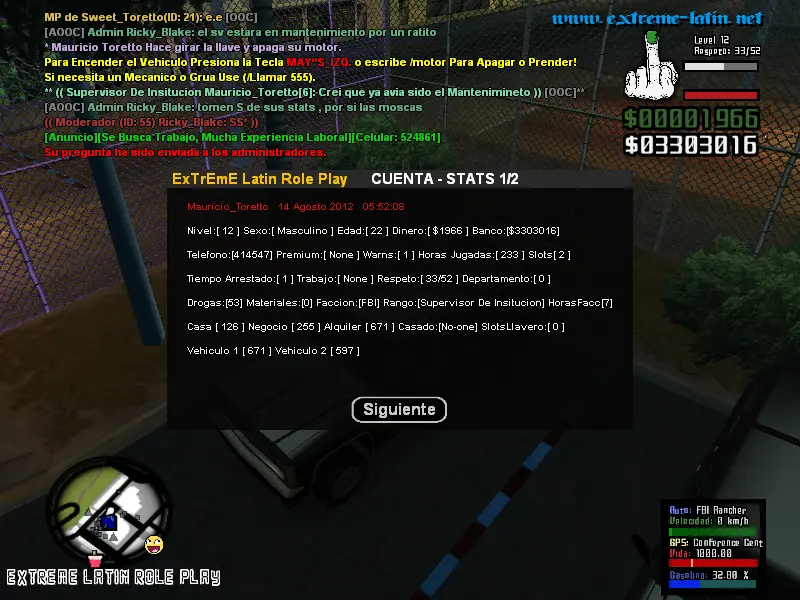 MP de Sweet_Toretto(ID: 21): e.e [OOC]
[AOOC] Admin Ricky_Blake: el sv estara en mantenimiento por un ratito
* Mauricio Toretto Hace girar la llave y apaga su motor.
Para Encender el Vehiculo Presiona la Tecla MAY"S_IZQ. o escribe /motor Para Apagar o Prender!
Si necesita un Mecanico o Grua Use (/Llamar 555).
** (( Supervisor De Insitucion Mauricio_Toretto[6]: Crei que ya avia sido el Mantenimineto )) [OOC]**
[AOOC] Admin Ricky_Blake: tomen S de sus stats , por si las moscas
(( Moderador (ID: 55) Ricky_Blake: SS* ))
[Anuncio][Se Busca Trabajo, Mucha Experiencia Laboral][Celular: 524861]
Su pregunta ha sido enviada a los administradores.
www.extreme-latin.net
Level 12
Respeto: 33/52
$00001966
$03303016
ExTrEmE Latin Role Play CUENTA - STATS 1/2
Mauricio_Toretto 14 Agosto 2012 05:52:08
Nivel:[ 12 ] Sexo:[ Masculino ] Edad:[ 22 ] Dinero:[ $1966 ] Banco:[$3303016]
Telefono:[414547] Premium:[ None ] Warns:[ 1 ] Horas Jugadas:[ 233 ] Slots[ 2 ]
Tiempo Arrestado:[ 1 ] Trabajo:[ None ] Respeto:[ 33/52 ] Departamento:[ 0 ]
Drogas:[53] Materiales:[0] Faccion:[FBI] Rango:[Supervisor De Insitucion] HorasFacc[7]
Casa [ 126 ] Negocio [ 255 ] Alquiler [ 671 ] Casado:[No-one] SlotsLlavero:[ 0 ]
Vehiculo 1 [ 671 ] Vehiculo 2 [ 597 ]
Siguiente
Auto: FBI Rancher
Velocidad: 0 km/h
GPS: Conference Cent
Vida: 1000.00
Gasolina: 32.00 %
EXTREME LATIN ROLE PLAY